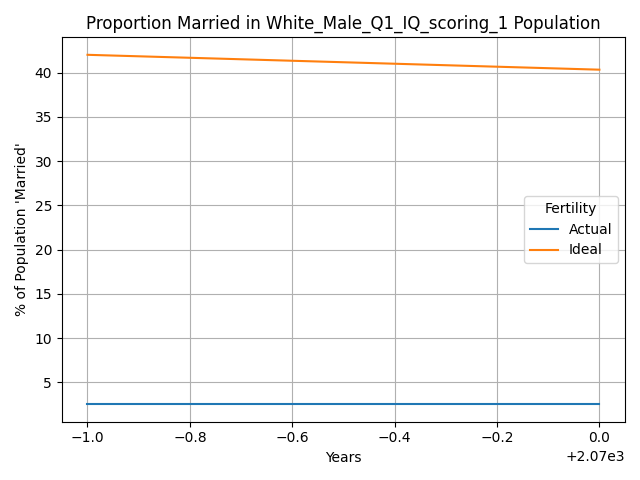 Proportion Married in White_Male_Q1_IQ_scoring_1 Population
% of Population 'Married'
40
35
30
25
20
15
10
5
Fertility
Actual
Ideal
−1.0 −0.8 −0.6 −0.4 −0.2 0.0
+2.07e3
Years